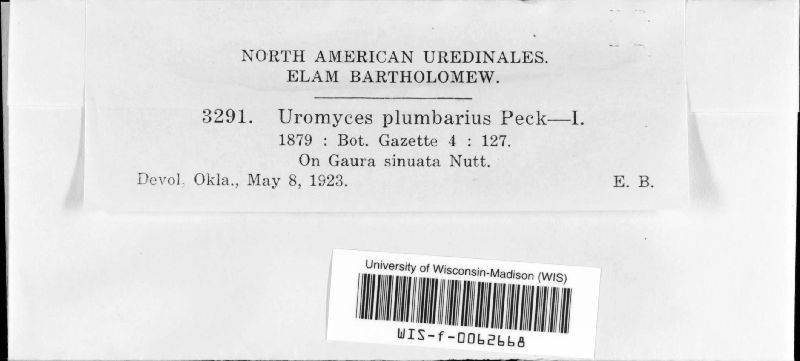 NORTH AMERICAN UREDINALES.
ELAM BARTHOLOMEW.
3291. Uromyces plumbarius Peck—I.
1879 : Bot. Gazette 4 : 127.
On Gaura sinuata Nutt.
Devol, Okla., May 8, 1923. E. B.
University of Wisconsin-Madison (WIS)
WIS-f-0062668